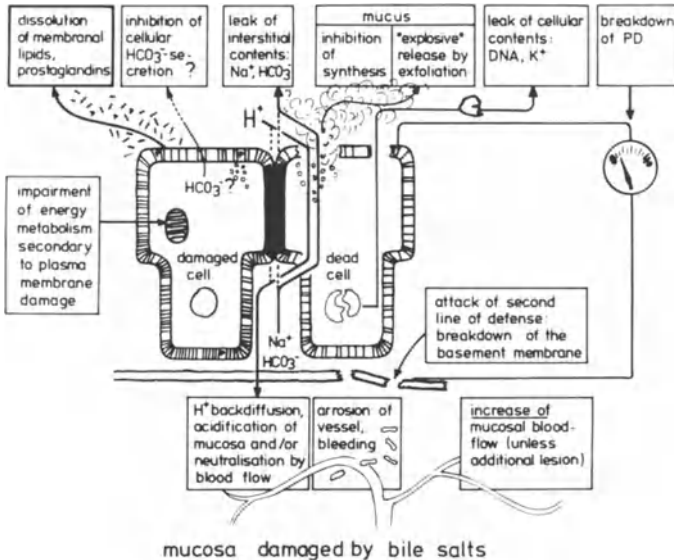 dissolution of
membranal
lipids,
prostaglandins
inhibition of
cellular
HCO₃⁻-se-
cretion ?
leak of
interstitial
contents:
Na⁺, HCO₃⁻
mucus
inhibition
of
synthesis
"explosive"
release by
exfoliation
leak of cellular
contents:
DNA, K⁺
breakdown
of PD
H⁺
HCO₃⁻?
impairment
of energy
metabolism
secondary
to plasma
membrane
damage
damaged
cell
dead
cell
Na⁺
HCO₃⁻
attack of second
line of defense:
breakdown of the
basement membrane
H⁺ backdiffusion,
acidification of
mucosa and/or
neutralisation by
blood flow
arrosion of
vessel,
bleeding
increase of
mucosal blood-
flow (unless
additional lesion)
mucosa damaged by bile salts